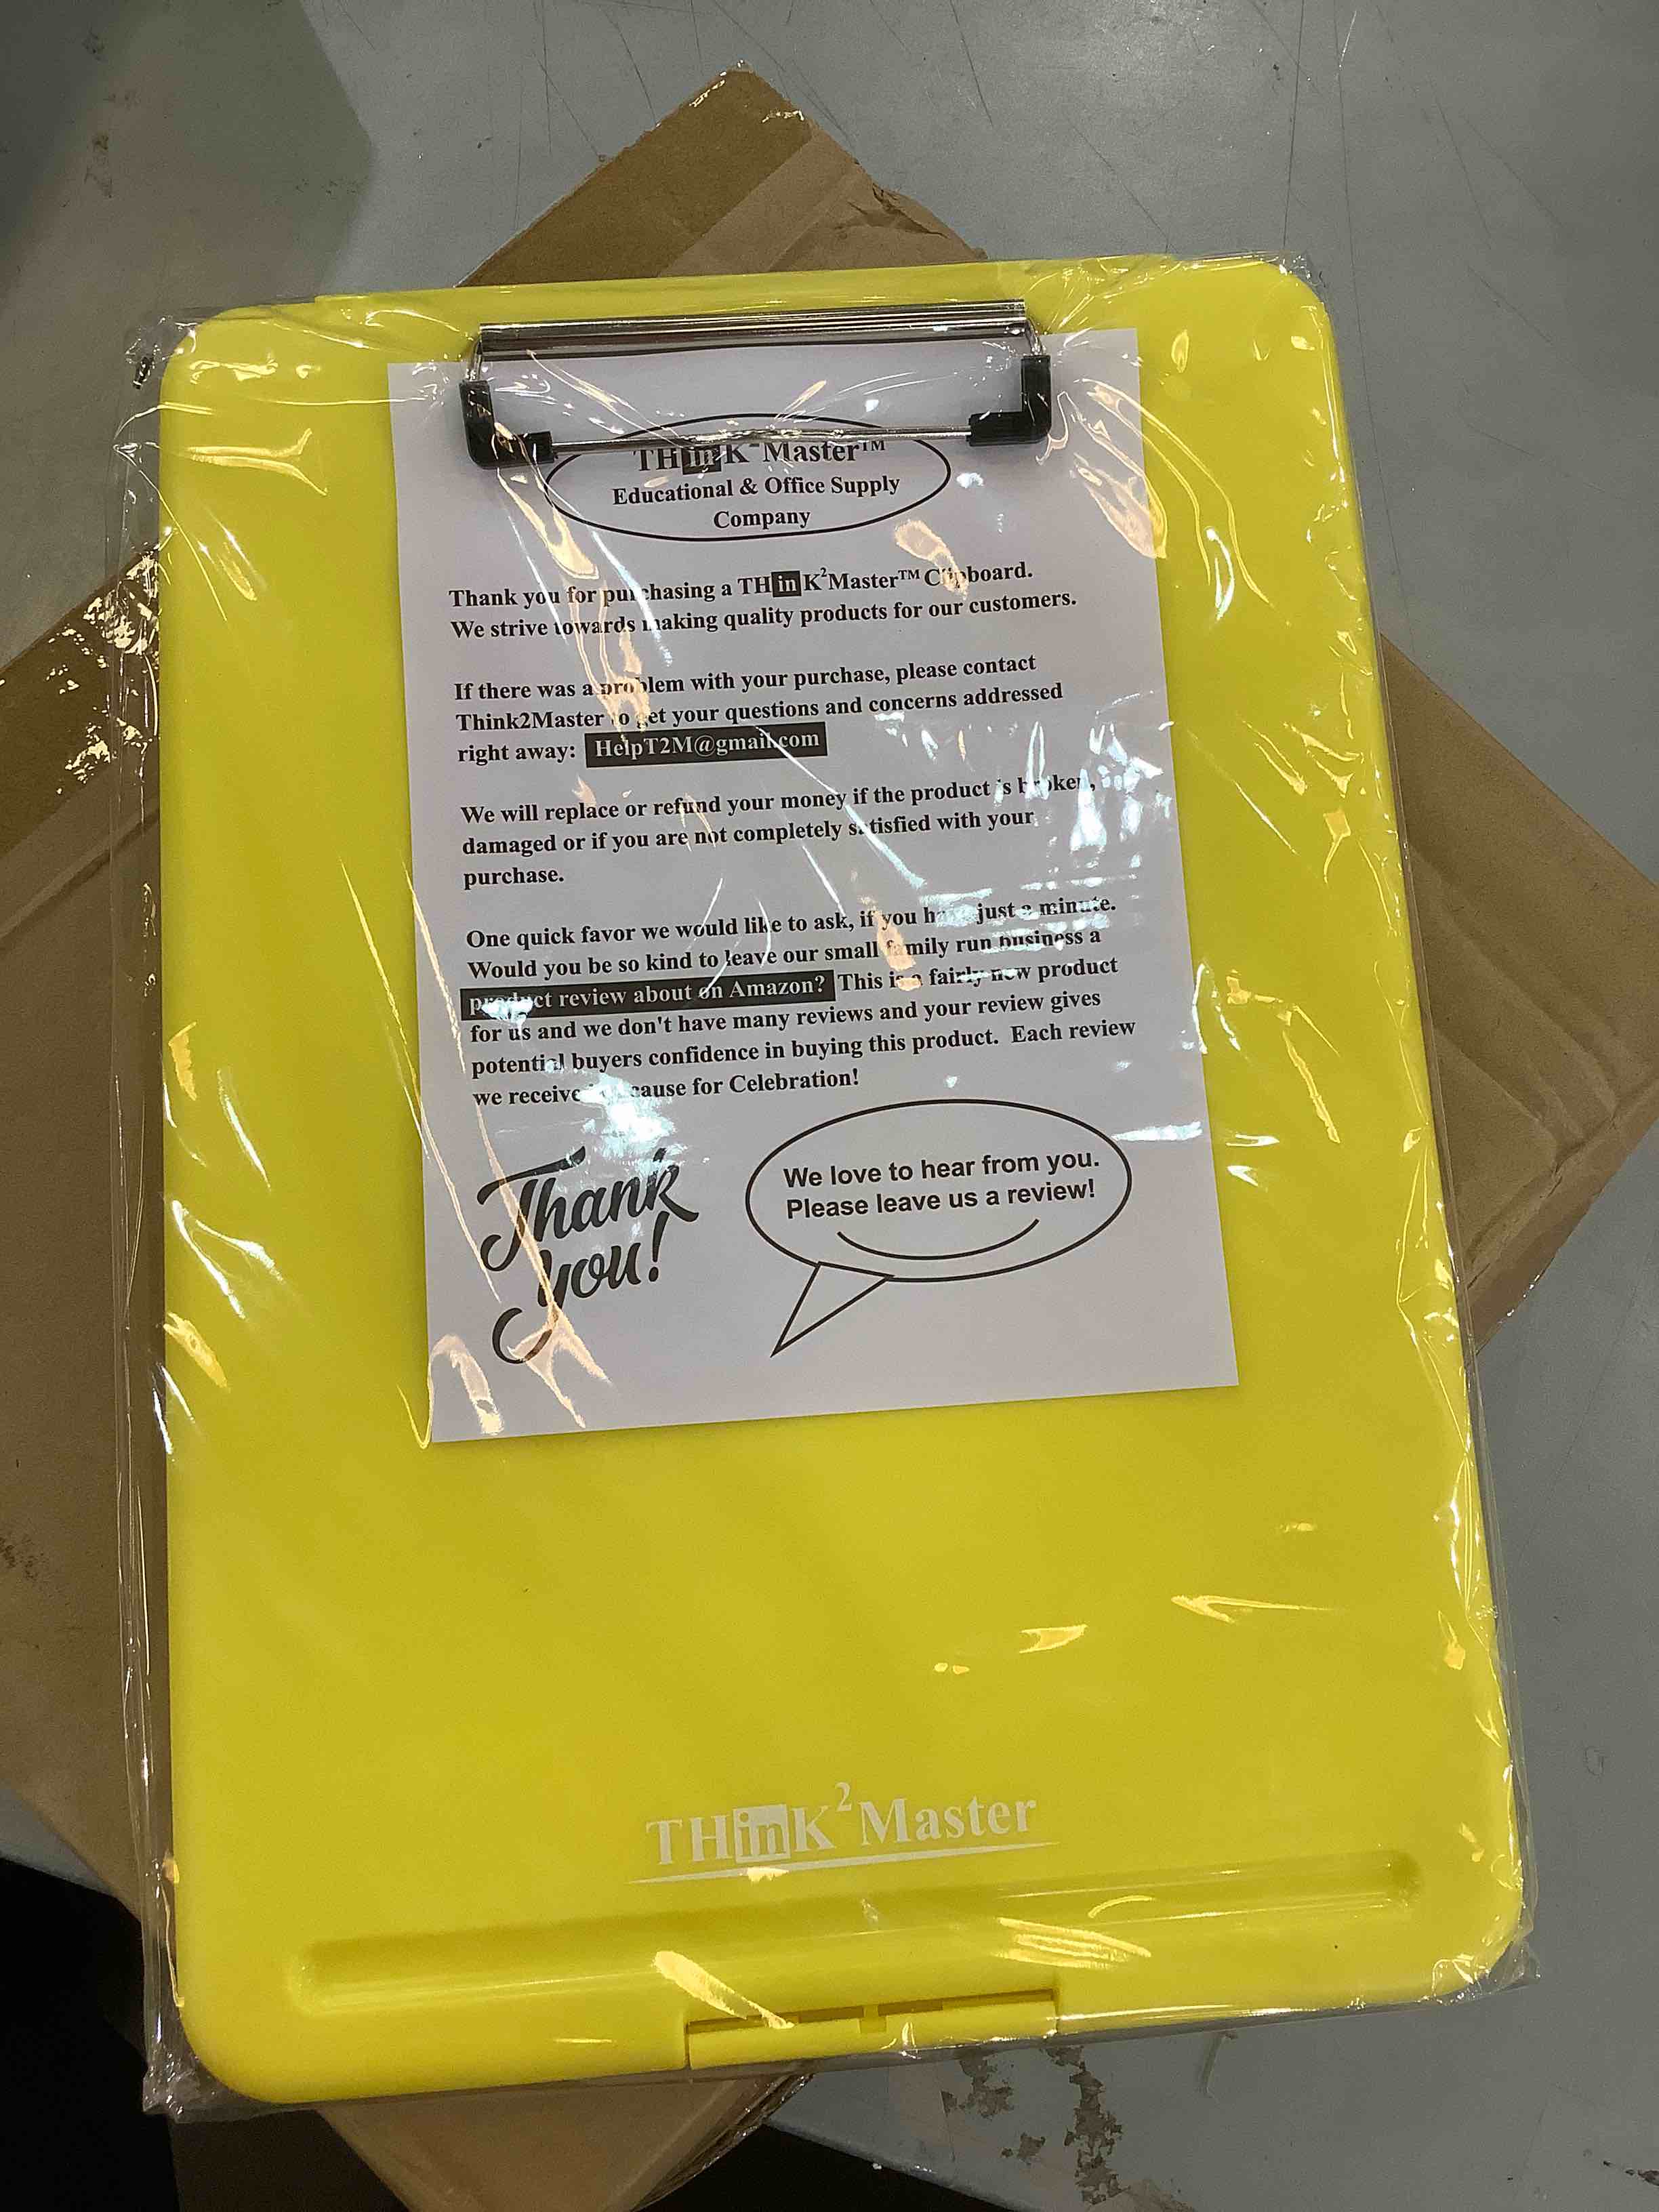 THinK²Master™
Educational & Office Supply
Company
Thank you for purchasing a THinK²Master™ Clipboard.
We strive towards making quality products for our customers.
If there was a problem with your purchase, please contact
Think2Master to get your questions and concerns addressed
right away: HelpT2M@gmail.com
We will replace or refund your money if the product is broken,
damaged or if you are not completely satisfied with your
purchase.
One quick favor we would like to ask, if you have just a minute.
Would you be so kind to leave our small family run business a
product review about on Amazon? This is a fairly new product
for us and we don't have many reviews and your review gives
potential buyers confidence in buying this product. Each review
we receive cause for Celebration!
Thank
you!
We love to hear from you.
Please leave us a review!
THinK²Master